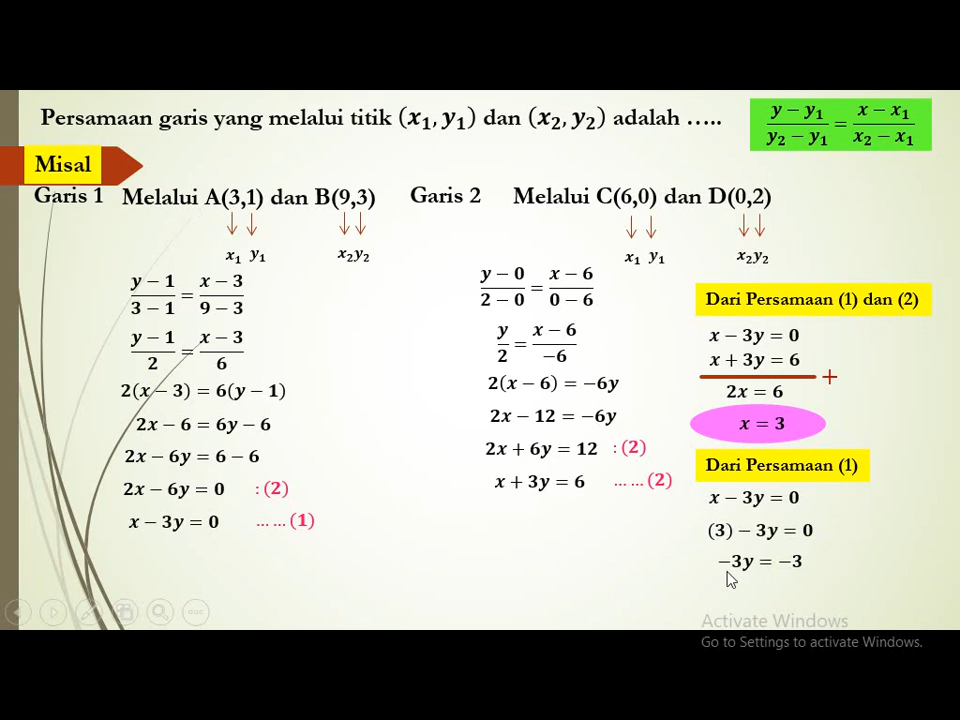 Persamaan garis yang melalui titik (x₁, y₁) dan (x₂, y₂) adalah …..
(y − y₁)/(y₂ − y₁) = (x − x₁)/(x₂ − x₁)
Misal
Garis 1 Melalui A(3,1) dan B(9,3)
x₁ y₁ x₂ y₂
(y − 1)/(3 − 1) = (x − 3)/(9 − 3)
(y − 1)/2 = (x − 3)/6
2(x − 3) = 6(y − 1)
2x − 6 = 6y − 6
2x − 6y = 6 − 6
2x − 6y = 0 : (2)
x − 3y = 0 … … (1)
Garis 2 Melalui C(6,0) dan D(0,2)
x₁ y₁ x₂ y₂
(y − 0)/(2 − 0) = (x − 6)/(0 − 6)
y/2 = (x − 6)/−6
2(x − 6) = −6y
2x − 12 = −6y
2x + 6y = 12 : (2)
x + 3y = 6 … … (2)
Dari Persamaan (1) dan (2)
x − 3y = 0
x + 3y = 6
+
2x = 6
x = 3
Dari Persamaan (1)
x − 3y = 0
(3) − 3y = 0
−3y = −3
Activate Windows
Go to Settings to activate Windows.